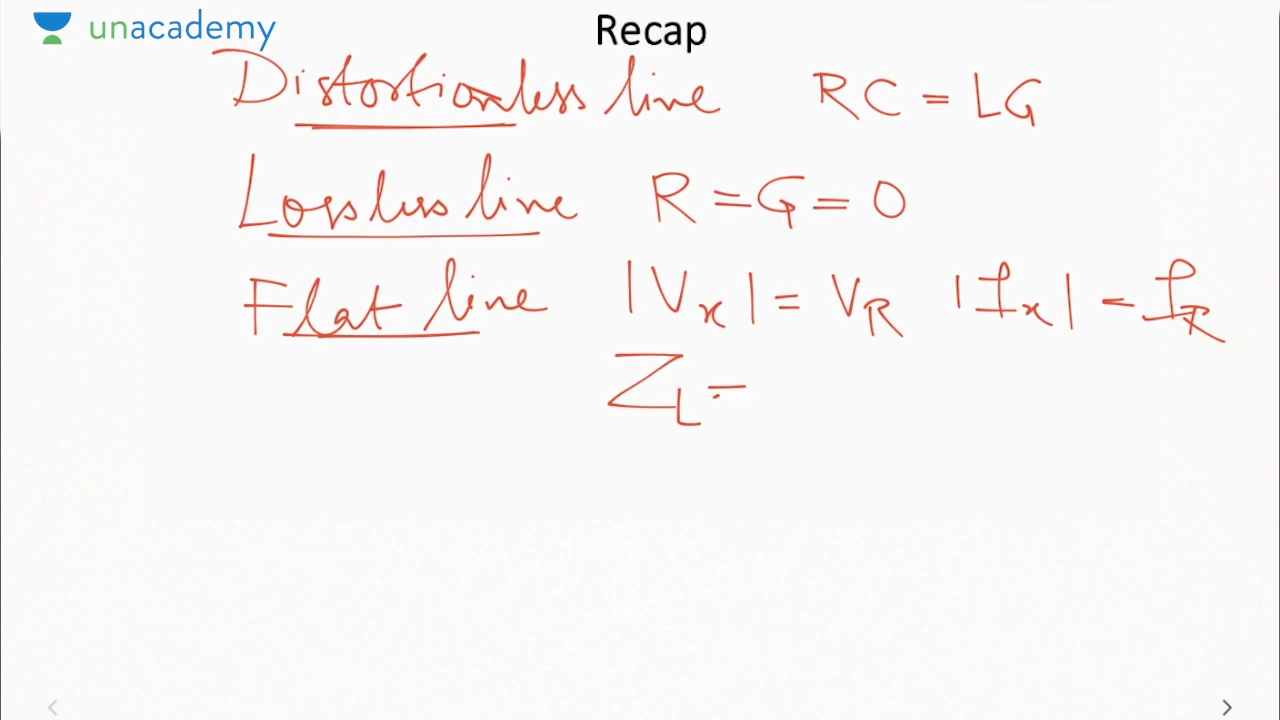 unacademy
Recap
Distortionless line RC = LG
Lossless line R = G = 0
Flat line |Vx| = VR |Ix| = IR
ZL =